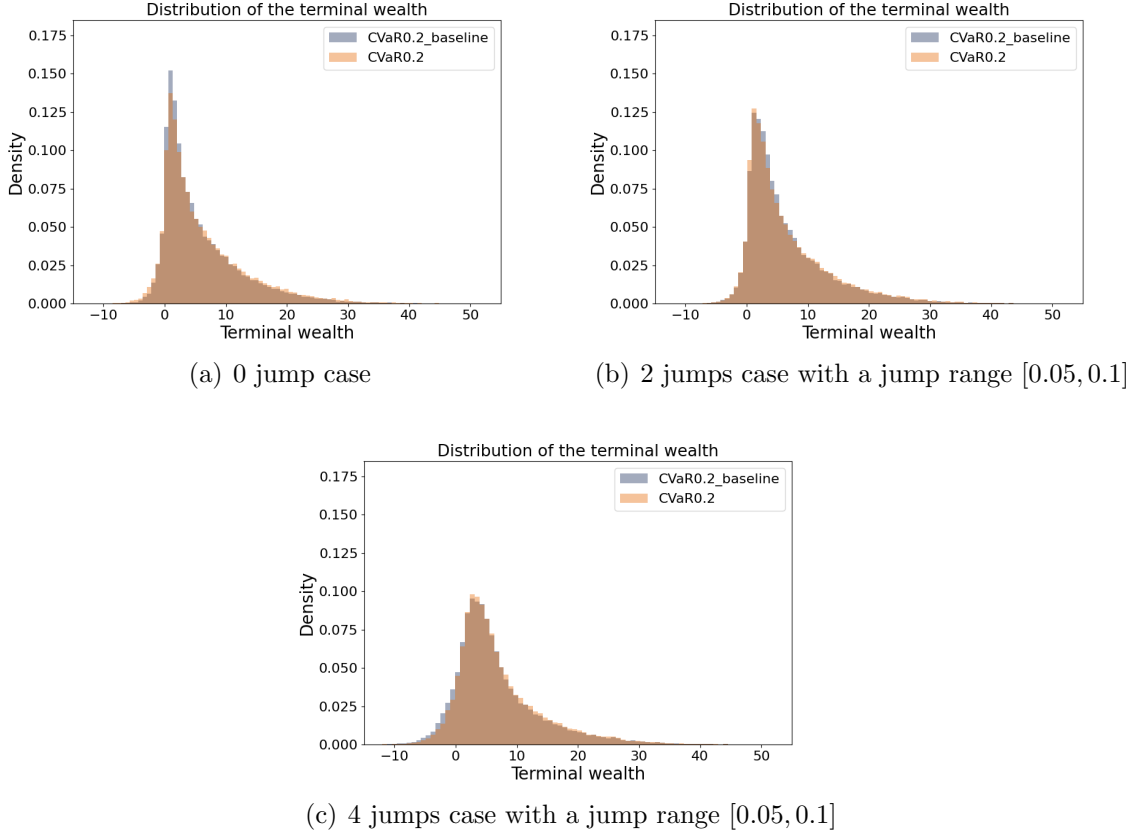 Distribution of the terminal wealth
CVaR0.2_baseline
CVaR0.2
Density
0.175
0.150
0.125
0.100
0.075
0.050
0.025
0.000
−10 0 10 20 30 40 50
Terminal wealth
(a) 0 jump case
Distribution of the terminal wealth
CVaR0.2_baseline
CVaR0.2
Density
0.175
0.150
0.125
0.100
0.075
0.050
0.025
0.000
−10 0 10 20 30 40 50
Terminal wealth
(b) 2 jumps case with a jump range [0.05, 0.1]
Distribution of the terminal wealth
CVaR0.2_baseline
CVaR0.2
Density
0.175
0.150
0.125
0.100
0.075
0.050
0.025
0.000
−10 0 10 20 30 40 50
Terminal wealth
(c) 4 jumps case with a jump range [0.05, 0.1]